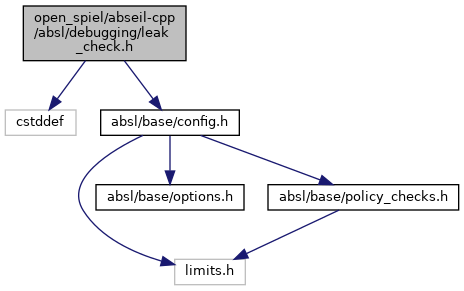 open_spiel/abseil-cpp
/absl/debugging/leak
_check.h
cstddef
absl/base/config.h
absl/base/options.h
absl/base/policy_checks.h
limits.h